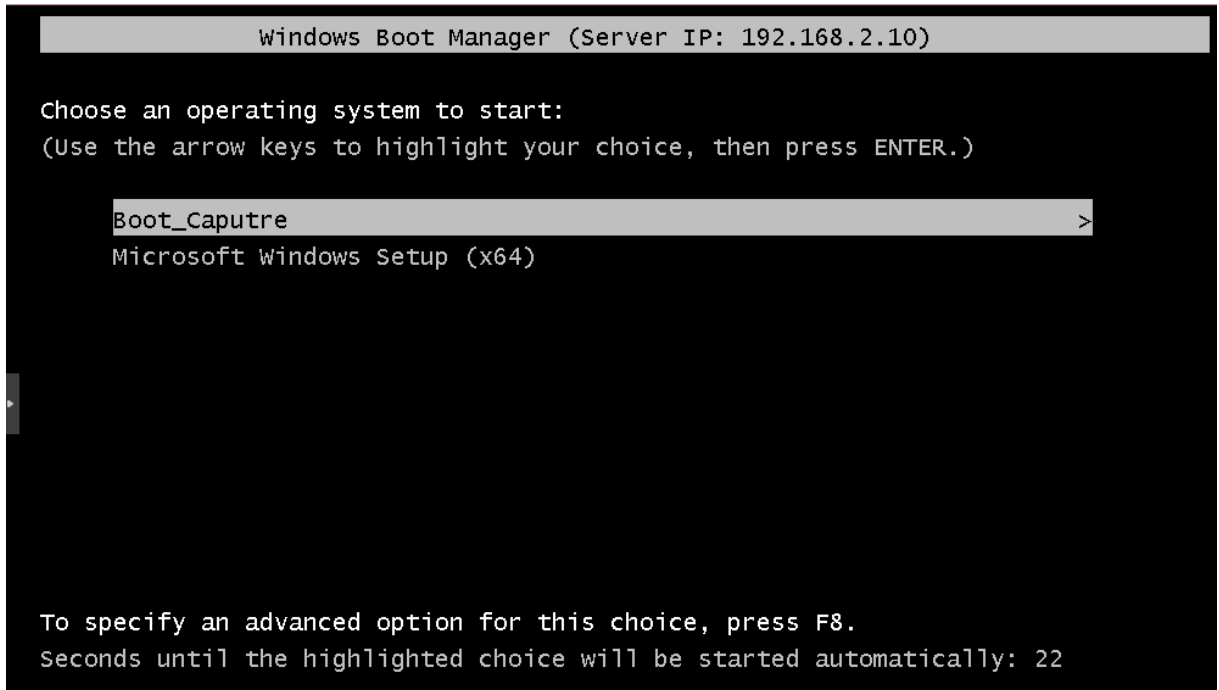 Windows Boot Manager (Server IP: 192.168.2.10)
Choose an operating system to start:
(Use the arrow keys to highlight your choice, then press ENTER.)
Boot_Caputre >
Microsoft Windows Setup (x64)
To specify an advanced option for this choice, press F8.
Seconds until the highlighted choice will be started automatically: 22